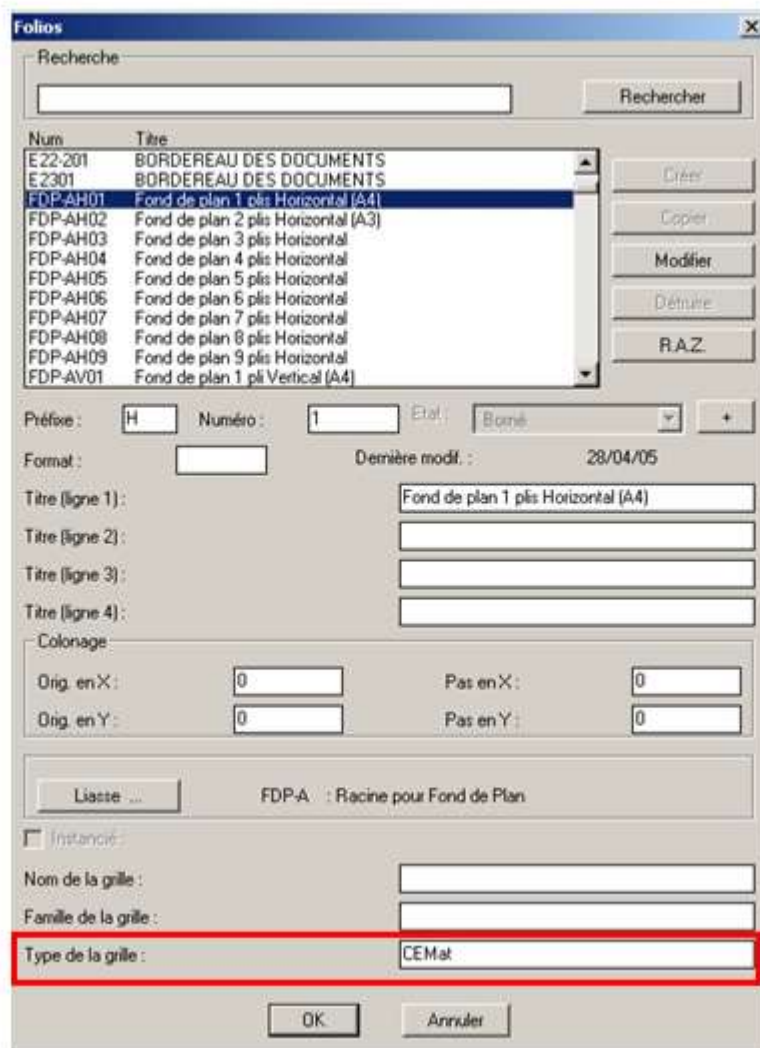 Folios
Recherche
Rechercher
Num Titre
E22-201 BORDEREAU DES DOCUMENTS
E2301 BORDEREAU DES DOCUMENTS
FDP-AH01 Fond de plan 1 plis Horizontal (A4)
FDP-AH02 Fond de plan 2 plis Horizontal (A3)
FDP-AH03 Fond de plan 3 plis Horizontal
FDP-AH04 Fond de plan 4 plis Horizontal
FDP-AH05 Fond de plan 5 plis Horizontal
FDP-AH06 Fond de plan 6 plis Horizontal
FDP-AH07 Fond de plan 7 plis Horizontal
FDP-AH08 Fond de plan 8 plis Horizontal
FDP-AH09 Fond de plan 9 plis Horizontal
FDP-AV01 Fond de plan 1 pli Vertical (A4)
Créer
Copier
Modifier
Détruire
R.A.Z.
Préfixe : H Numéro : 1 Etat : Borné +
Format : Dernière modif. : 28/04/05
Titre (ligne 1) : Fond de plan 1 plis Horizontal (A4)
Titre (ligne 2) :
Titre (ligne 3) :
Titre (ligne 4) :
Colonage
Orig. en X : 0 Pas en X : 0
Orig. en Y : 0 Pas en Y : 0
Liasse ... FDP-A : Racine pour Fond de Plan
Instancié :
Nom de la grille :
Famille de la grille :
Type de la grille : CEMat
OK Annuler